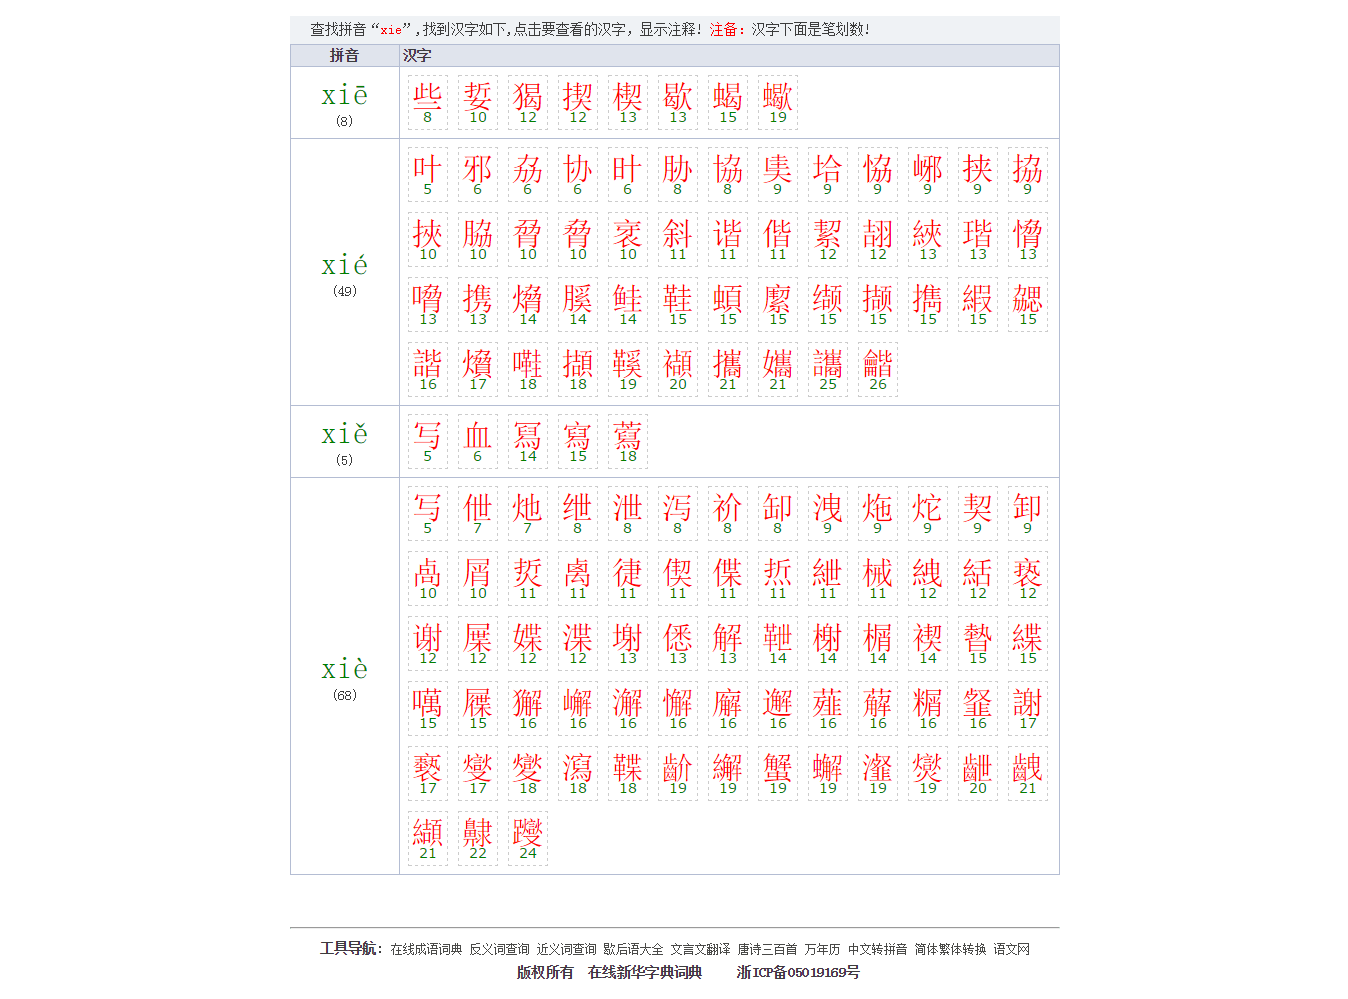 查找拼音“xie”,找到汉字如下,点击要查看的汉字，显示注释! 注备: 汉字下面是笔划数!
拼音 汉字
xiē
(8)
些 娎 猲 揳 楔 歇 蝎 蠍
8 10 12 12 13 13 15 19
xié
(49)
叶 邪 劦 协 旪 胁 協 奊 垥 恊 峫 挟 拹
5 6 6 6 6 8 8 9 9 9 9 9 9
挾 脇 脅 脋 衺 斜 谐 偕 絜 翓 綊 瑎 愶
10 10 10 10 10 11 11 11 12 12 13 13 13
嗋 携 熁 膎 鲑 鞋 蝢 緳 缬 撷 擕 縀 勰
13 13 14 14 14 15 15 15 15 15 15 15 15
諧 燲 嚡 擷 鞵 襭 攜 孈 讗 龤
16 17 18 18 19 20 21 21 25 26
xiě
(5)
写 血 冩 寫 藛
5 6 14 15 18
xiè
(68)
写 伳 灺 绁 泄 泻 祄 缷 洩 炧 炨 契 卸
5 7 7 8 8 8 8 8 9 9 9 9 9
卨 屑 烲 离 徢 偰 偞 焎 紲 械 絏 絬 亵
10 10 11 11 11 11 11 11 11 11 12 12 12
谢 屟 媟 渫 塮 僁 解 靾 榭 榍 褉 暬 緤
12 12 12 12 13 13 13 14 14 14 14 15 15
噧 屧 獬 嶰 澥 懈 廨 邂 薤 薢 糏 韰 謝
15 15 16 16 16 16 16 16 16 16 16 16 17
褻 燮 夑 瀉 鞢 齘 繲 蟹 蠏 瀣 爕 齛 齥
17 17 18 18 18 19 19 19 19 19 19 20 21
纈 齂 躞
21 22 24
工具导航: 在线成语词典 反义词查询 近义词查询 歇后语大全 文言文翻译 唐诗三百首 万年历 中文转拼音 简体繁体转换 语文网
版权所有 在线新华字典词典 浙ICP备05019169号